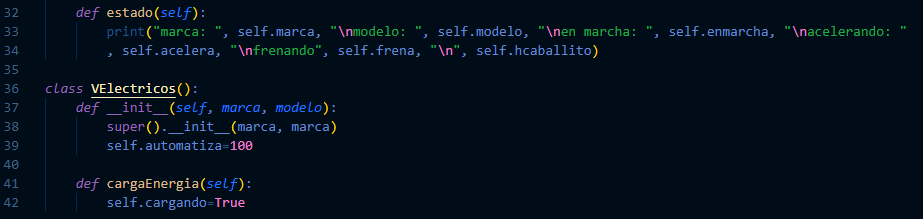 32 def estado(self):
33 print("marca: ", self.marca, "\nmodelo: ", self.modelo, "\nen marcha: ", self.enmarcha, "\nacelerando: "
34 , self.acelera, "\nfrenando", self.frena, "\n", self.hcaballito)
35
36 class VElectricos():
37 def __init__(self, marca, modelo):
38 super().__init__(marca, marca)
39 self.automatiza=100
40
41 def cargaEnergia(self):
42 self.cargando=True